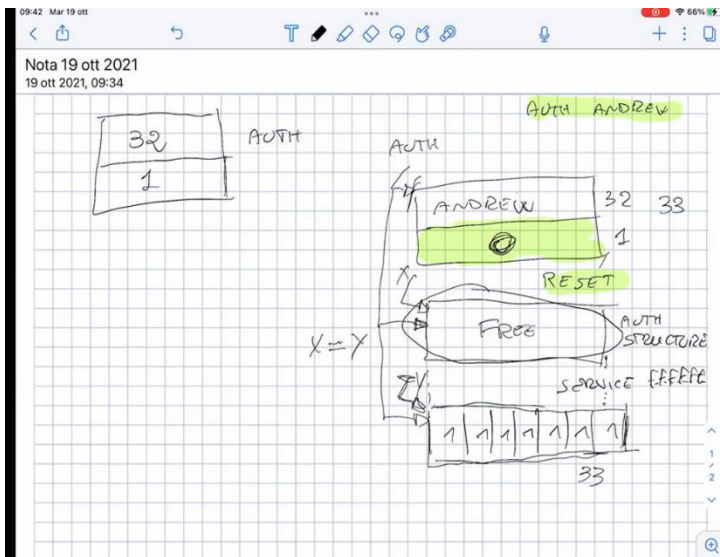 09:42 Mar 19 ott
66%
Nota 19 ott 2021
19 ott 2021, 09:34
AUTH ANDREW
32
AUTH
1
AUTH
ANDREW
32
33
1
RESET
X
FREE
AUTH
STRUCTURE
X = Y
SERVICE ffffff
Y
1 1 1 1 1 1 1
33
1
2